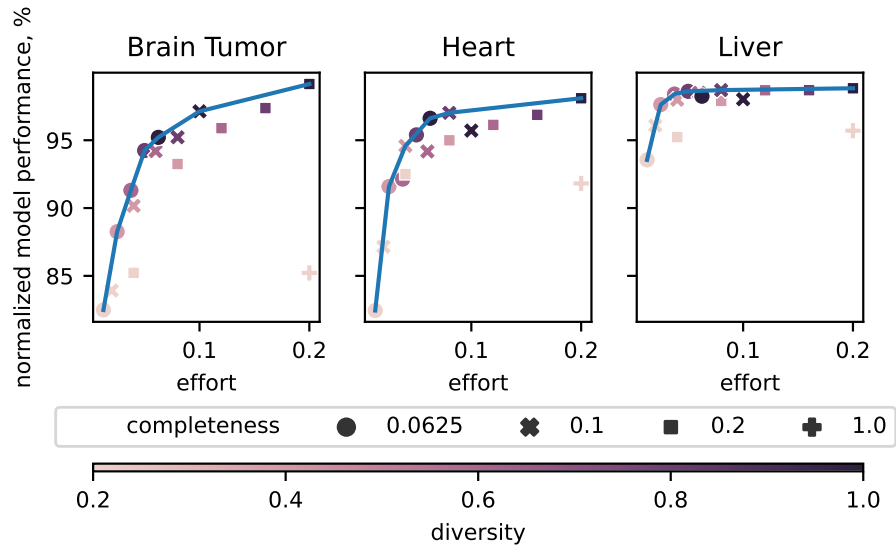 normalized model performance, %
Brain Tumor
Heart
Liver
95
90
85
0.1 0.2
0.1 0.2
0.1 0.2
effort
effort
effort
completeness 0.0625 0.1 0.2 1.0
0.2 0.4 0.6 0.8 1.0
diversity